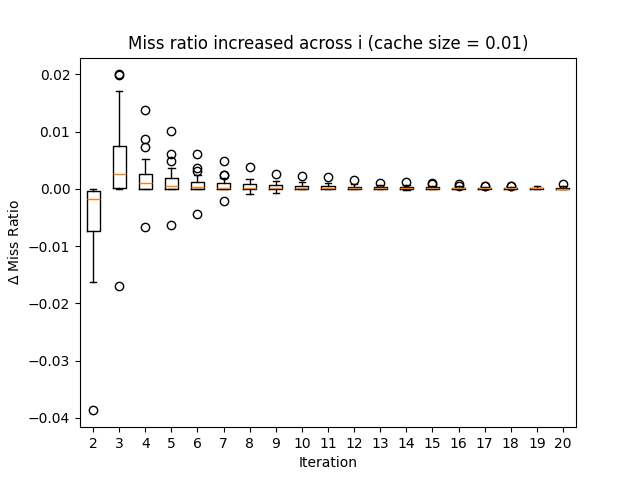 Miss ratio increased across i (cache size = 0.01)
0.02
0.01
0.00
−0.01
−0.02
−0.03
−0.04
Δ Miss Ratio
2 3 4 5 6 7 8 9 10 11 12 13 14 15 16 17 18 19 20
Iteration